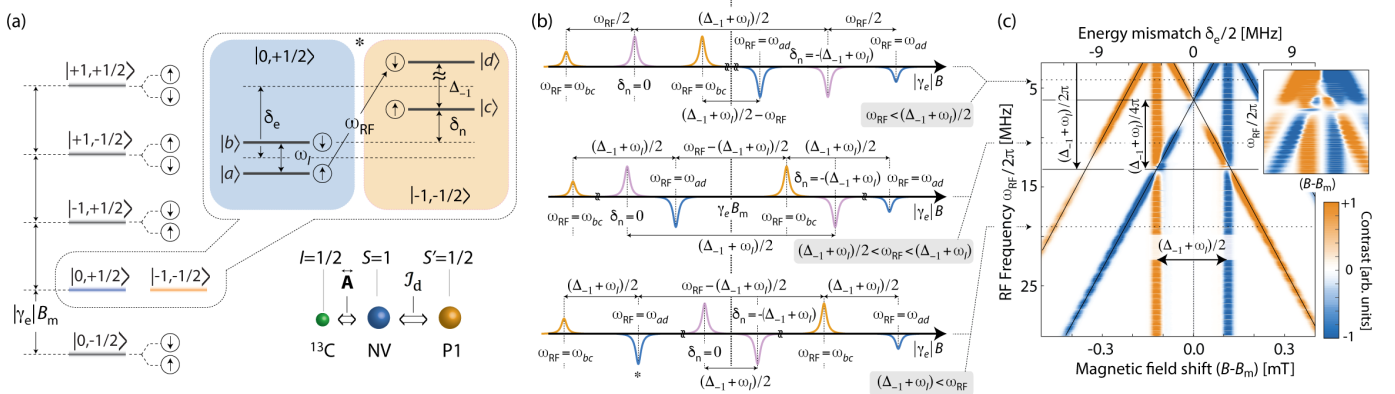 (a)
|+1,+1/2⟩
|+1,-1/2⟩
|-1,+1/2⟩
|0,+1/2⟩ |-1,-1/2⟩
|γe|Bm
|0,-1/2⟩
*
|0,+1/2⟩
δe
|b⟩
|a⟩
ωI
ωRF
|d⟩
Δ-1
|c⟩
δn
|-1,-1/2⟩
I=1/2 S=1 S'=1/2
A 𝒥d
13C NV P1
(b)
ωRF/2 (Δ-1+ωI)/2 ωRF/2
ωRF=ωad δn=-(Δ-1+ωI) ωRF=ωad
|γe|B
ωRF=ωbc δn=0 ωRF=ωbc
(Δ-1+ωI)/2-ωRF
ωRF<(Δ-1+ωI)/2
(Δ-1+ωI)/2 ωRF-(Δ-1+ωI)/2 (Δ-1+ωI)/2
ωRF=ωad δn=-(Δ-1+ωI) ωRF=ωad
|γe|B
ωRF=ωbc δn=0 γeBm ωRF=ωbc
(Δ-1+ωI)/2
(Δ-1+ωI)/2<ωRF<(Δ-1+ωI)
(Δ-1+ωI)/2 ωRF-(Δ-1+ωI)/2 (Δ-1+ωI)/2
ωRF=ωad δn=-(Δ-1+ωI) ωRF=ωad
|γe|B
ωRF=ωbc * δn=0 ωRF=ωbc
(Δ-1+ωI)/2
(Δ-1+ωI)<ωRF
(c)
Energy mismatch δe/2 [MHz]
-9 0 9
RF Frequency ωRF/2π [MHz]
5
15
25
(Δ-1+ωI)/2π
(Δ-1+ωI)/4π
(Δ-1+ωI)/2
ωRF/2π
(B-Bm)
+1
0
-1
Contrast [arb. units]
-0.3 0.0 0.3
Magnetic field shift (B-Bm) [mT]